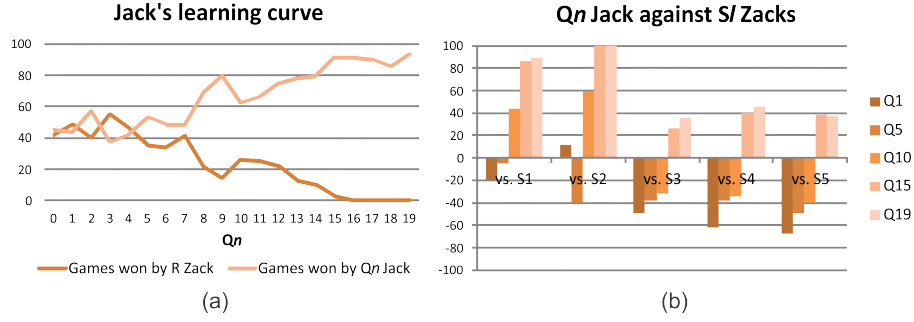 Jack's learning curve
100
80
60
40
20
0
0 1 2 3 4 5 6 7 8 9 10 11 12 13 14 15 16 17 18 19
Qn
Games won by R Zack Games won by Qn Jack
(a)
Qn Jack against Sl Zacks
100
80
60
40
20
0
-20
-40
-60
-80
-100
vs. S1 vs. S2 vs. S3 vs. S4 vs. S5
Q1
Q5
Q10
Q15
Q19
(b)